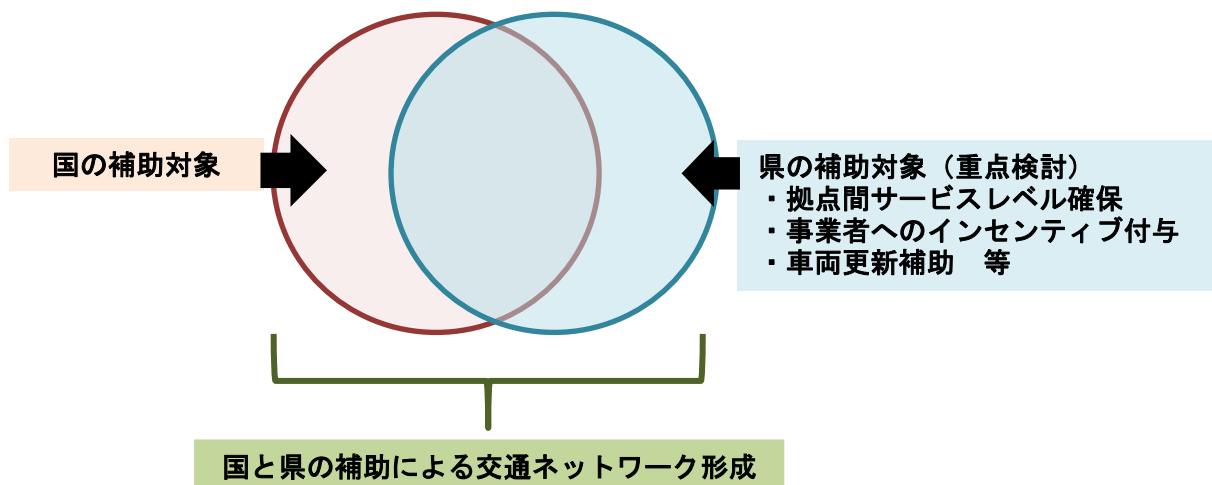 国の補助対象
県の補助対象（重点検討）
・拠点間サービスレベル確保
・事業者へのインセンティブ付与
・車両更新補助　等
国と県の補助による交通ネットワーク形成